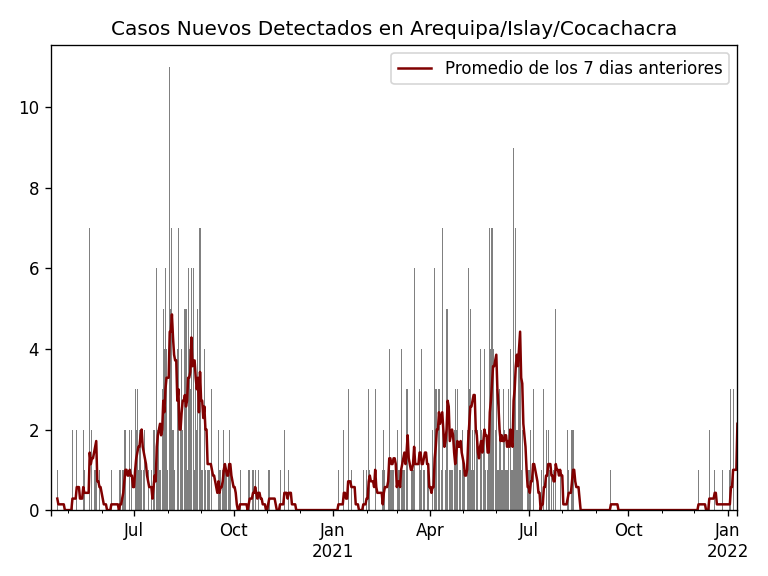 Casos Nuevos Detectados en Arequipa/Islay/Cocachacra
Promedio de los 7 dias anteriores
10
8
6
4
2
0
Jul
Oct
Jan
2021
Apr
Jul
Oct
Jan
2022